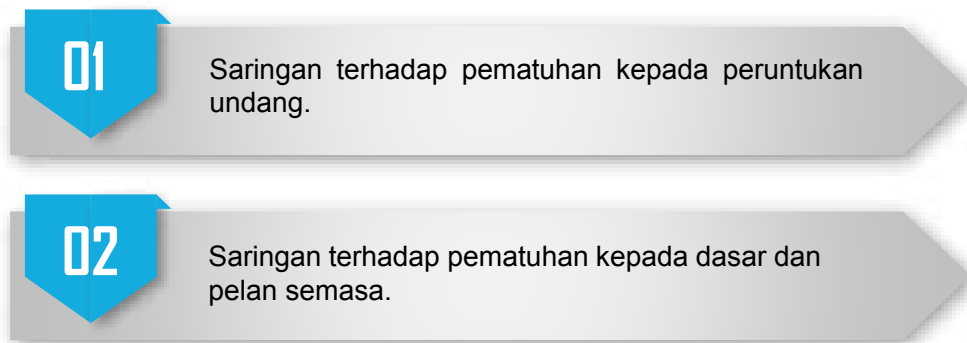 01
Saringan terhadap pematuhan kepada peruntukan
undang.
02
Saringan terhadap pematuhan kepada dasar dan
pelan semasa.